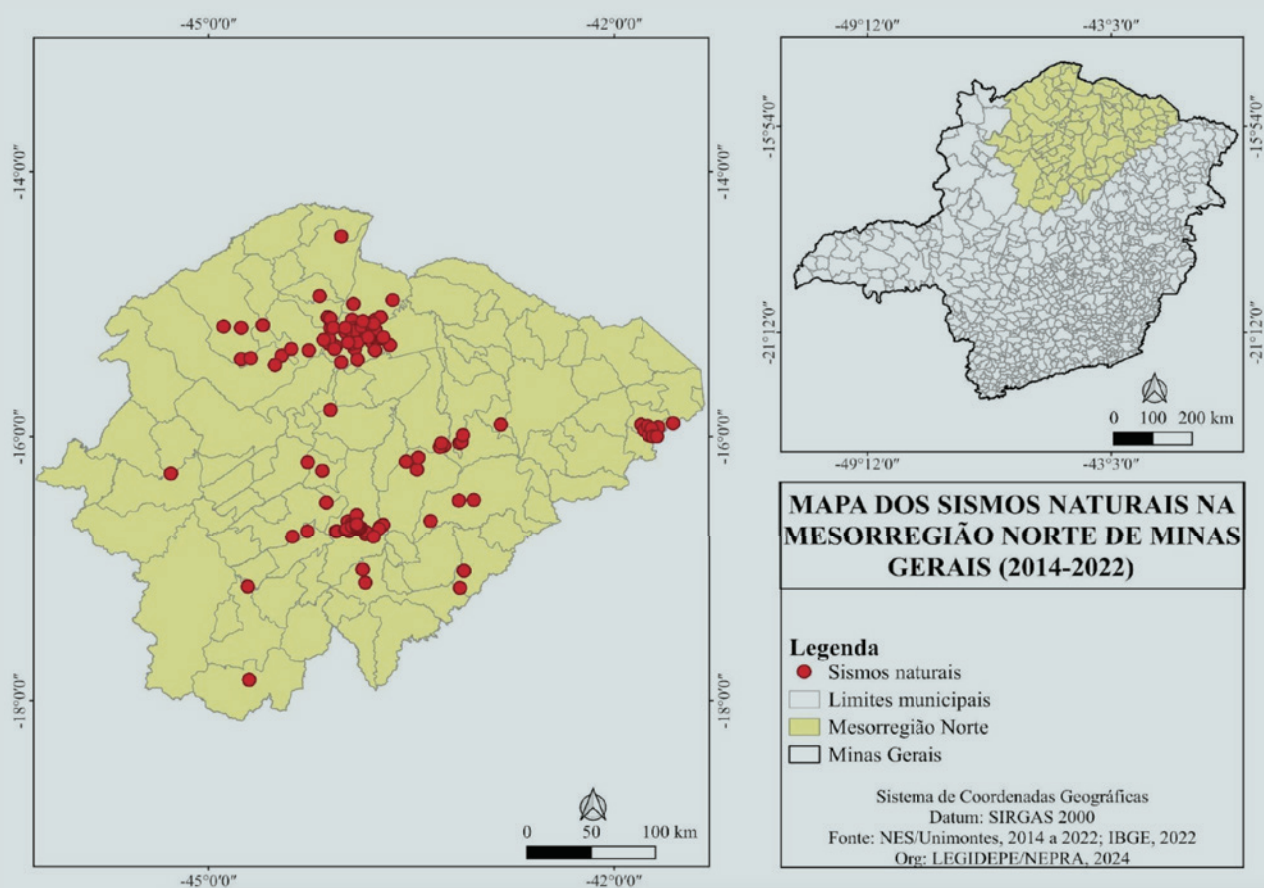 -45°0'0"
-42°0'0"
-14°0'0"
-14°0'0"
-16°0'0"
-16°0'0"
-18°0'0"
-18°0'0"
0 50 100 km
-45°0'0"
-42°0'0"
-49°12'0"
-43°3'0"
-15°54'0"
-15°54'0"
-21°12'0"
-21°12'0"
0 100 200 km
-49°12'0"
-43°3'0"
MAPA DOS SISMOS NATURAIS NA
MESORREGIÃO NORTE DE MINAS
GERAIS (2014-2022)
Legenda
Sismos naturais
Limites municipais
Mesorregião Norte
Minas Gerais
Sistema de Coordenadas Geográficas
Datum: SIRGAS 2000
Fonte: NES/Unimontes, 2014 a 2022; IBGE, 2022
Org: LEGIDEPE/NEPRA, 2024